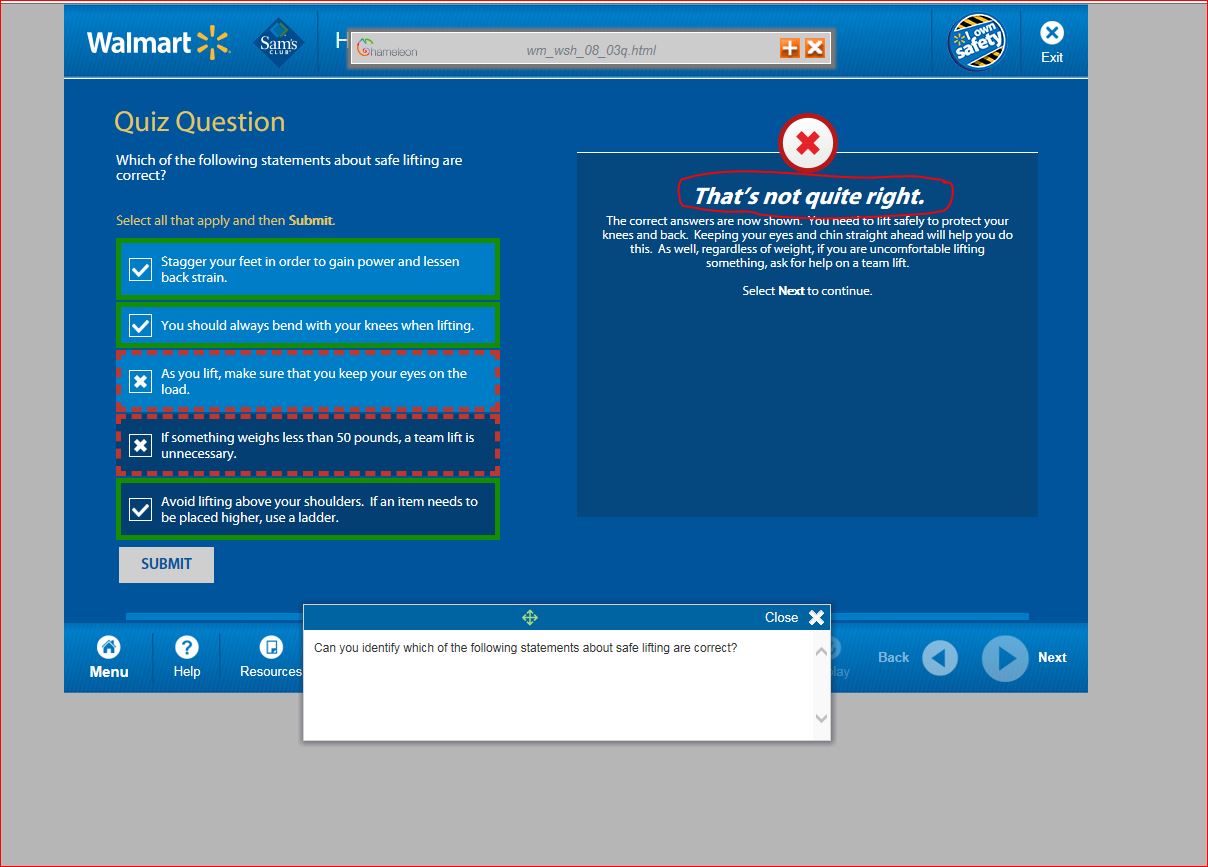 Walmart
Sam's
CLUB
H
Chameleon
wm_wsh_08_03q.html
I own
safety
Exit
Quiz Question
Which of the following statements about safe lifting are
correct?
Select all that apply and then Submit.
Stagger your feet in order to gain power and lessen
back strain.
You should always bend with your knees when lifting.
As you lift, make sure that you keep your eyes on the
load.
If something weighs less than 50 pounds, a team lift is
unnecessary.
Avoid lifting above your shoulders. If an item needs to
be placed higher, use a ladder.
SUBMIT
That's not quite right.
The correct answers are now shown. You need to lift safely to protect your
knees and back. Keeping your eyes and chin straight ahead will help you do
this. As well, regardless of weight, if you are uncomfortable lifting
something, ask for help on a team lift.
Select Next to continue.
Close
Can you identify which of the following statements about safe lifting are correct?
Menu
Help
Resources
Back
Next